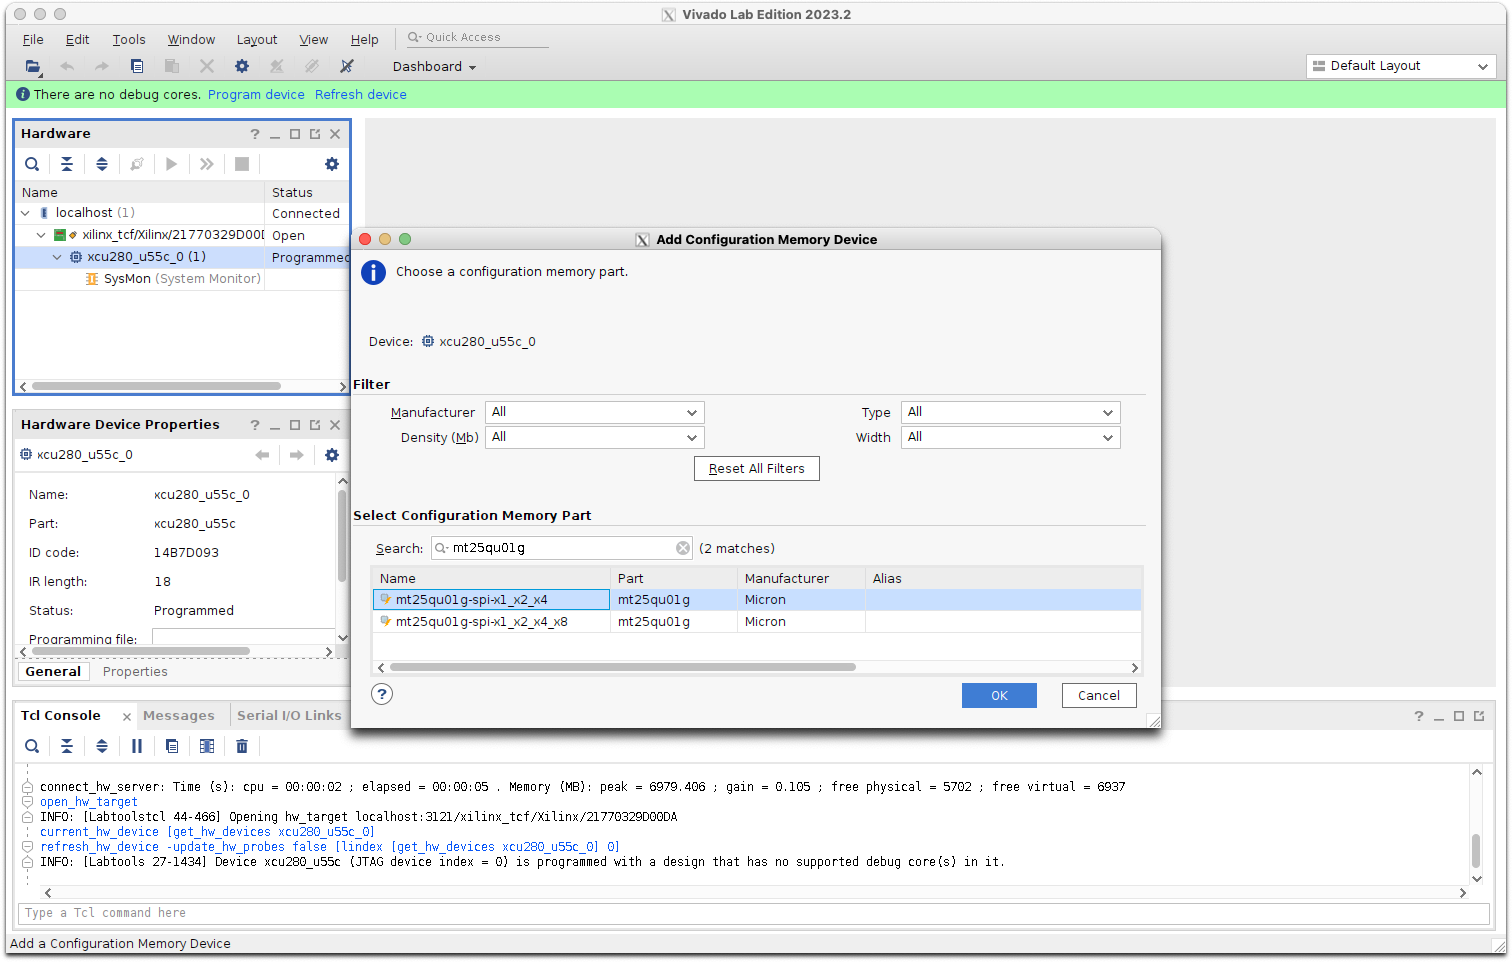 Vivado Lab Edition 2023.2
File Edit Tools Window Layout View Help Quick Access
Dashboard Default Layout
There are no debug cores. Program device Refresh device
Hardware
Name Status
localhost (1) Connected
xilinx_tcf/Xilinx/21770329D00D Open
xcu280_u55c_0 (1) Programmed
SysMon (System Monitor)
Hardware Device Properties
xcu280_u55c_0
Name: xcu280_u55c_0
Part: xcu280_u55c
ID code: 14B7D093
IR length: 18
Status: Programmed
Programming file:
General Properties
Add Configuration Memory Device
Choose a configuration memory part.
Device: xcu280_u55c_0
Filter
Manufacturer All Type All
Density (Mb) All Width All
Reset All Filters
Select Configuration Memory Part
Search: mt25qu01g (2 matches)
Name Part Manufacturer Alias
mt25qu01g-spi-x1_x2_x4 mt25qu01g Micron
mt25qu01g-spi-x1_x2_x4_x8 mt25qu01g Micron
OK Cancel
Tcl Console Messages Serial I/O Links
connect_hw_server: Time (s): cpu = 00:00:02 ; elapsed = 00:00:05 . Memory (MB): peak = 6979.406 ; gain = 0.105 ; free physical = 5702 ; free virtual = 6937
open_hw_target
INFO: [Labtoolstcl 44-466] Opening hw_target localhost:3121/xilinx_tcf/Xilinx/21770329D00DA
current_hw_device [get_hw_devices xcu280_u55c_0]
refresh_hw_device -update_hw_probes false [lindex [get_hw_devices xcu280_u55c_0] 0]
INFO: [Labtools 27-1434] Device xcu280_u55c (JTAG device index = 0) is programmed with a design that has no supported debug core(s) in it.
Type a Tcl command here
Add a Configuration Memory Device